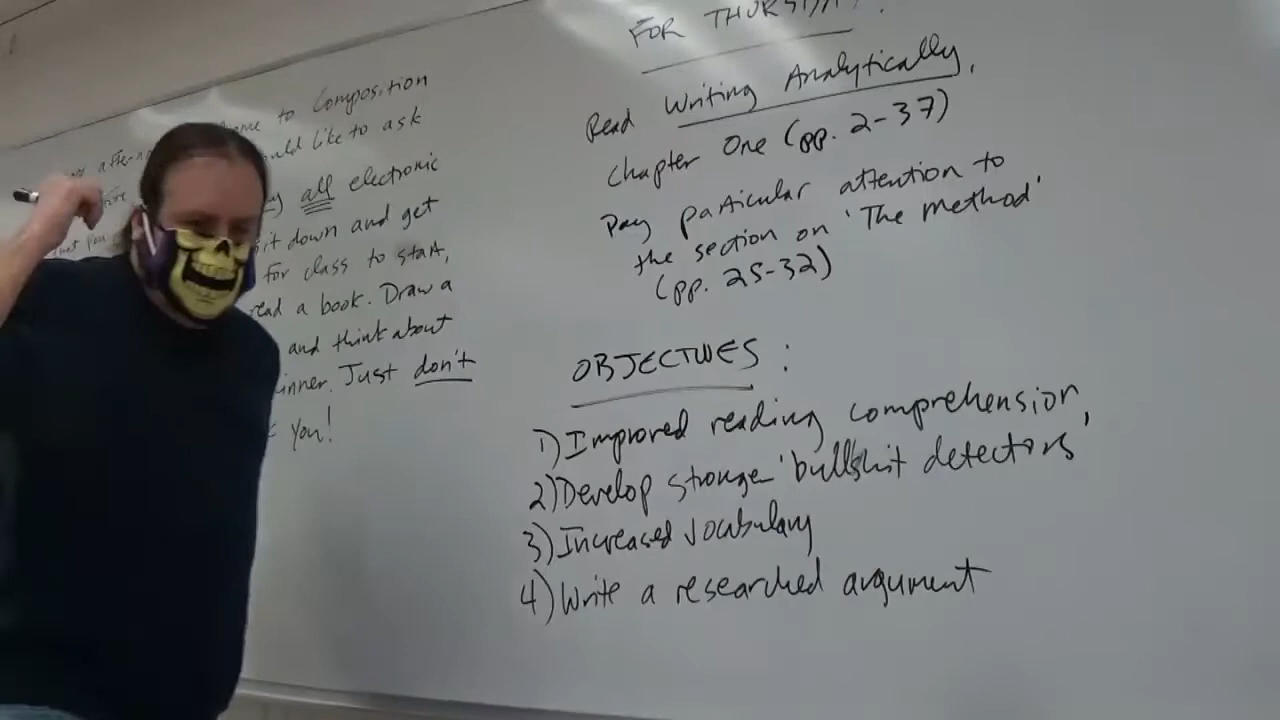 to Composition
like to ask
all electronic
down and get
for class to start,
read a book. Draw a
and think about
Just don't
you!
FOR THURSDAY:
Read Writing Analytically,
Chapter One (pp. 2-37)
Pay particular attention to
the section on 'The Method'
(pp. 25-32)
OBJECTIVES:
1) Improved reading comprehension,
2) Develop stronger 'bullshit detectors'
3) Increased vocabulary
4) Write a researched argument